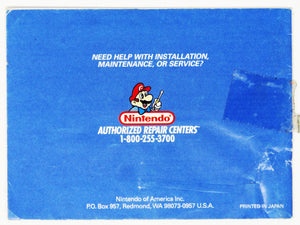 NEED HELP WITH INSTALLATION,
MAINTENANCE, OR SERVICE?
Nintendo
AUTHORIZED REPAIR CENTERS™
1-800-255-3700
Nintendo of America Inc.
P.O. Box 957, Redmond, WA 98073-0957 U.S.A.
PRINTED IN JAPAN